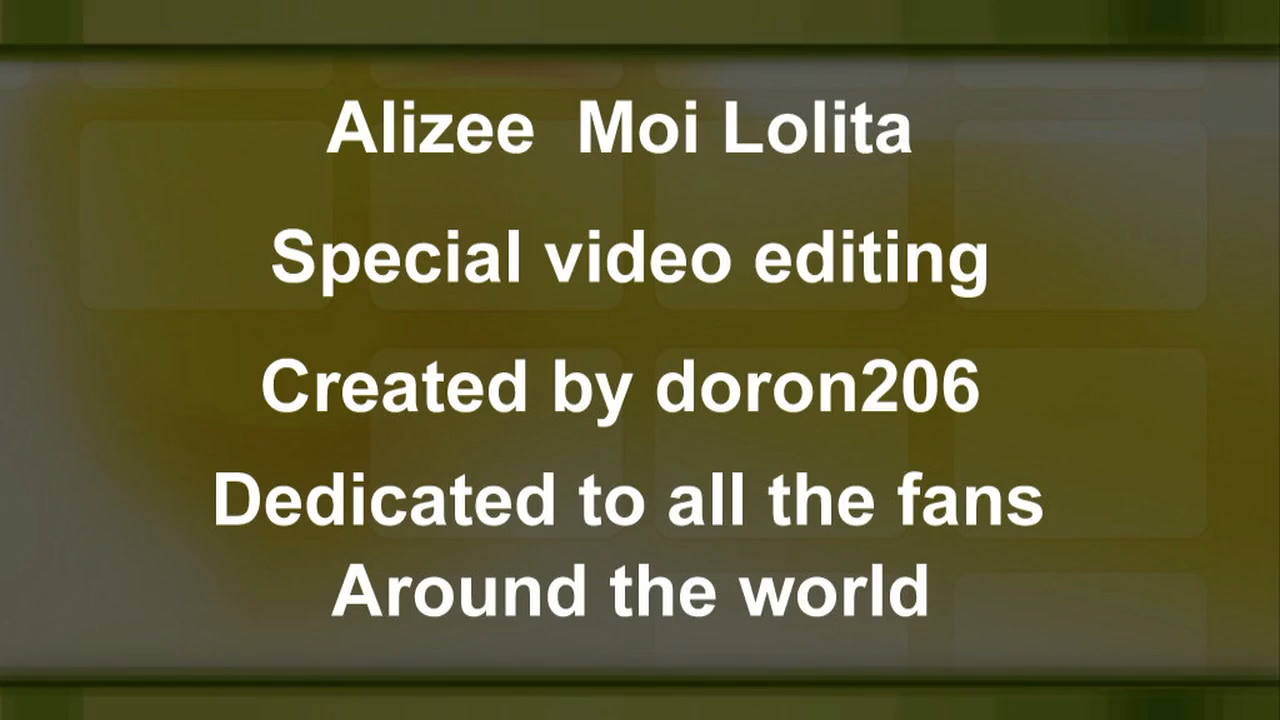 Alizee  Moi Lolita
Special video editing
Created by doron206
Dedicated to all the fans
Around the world